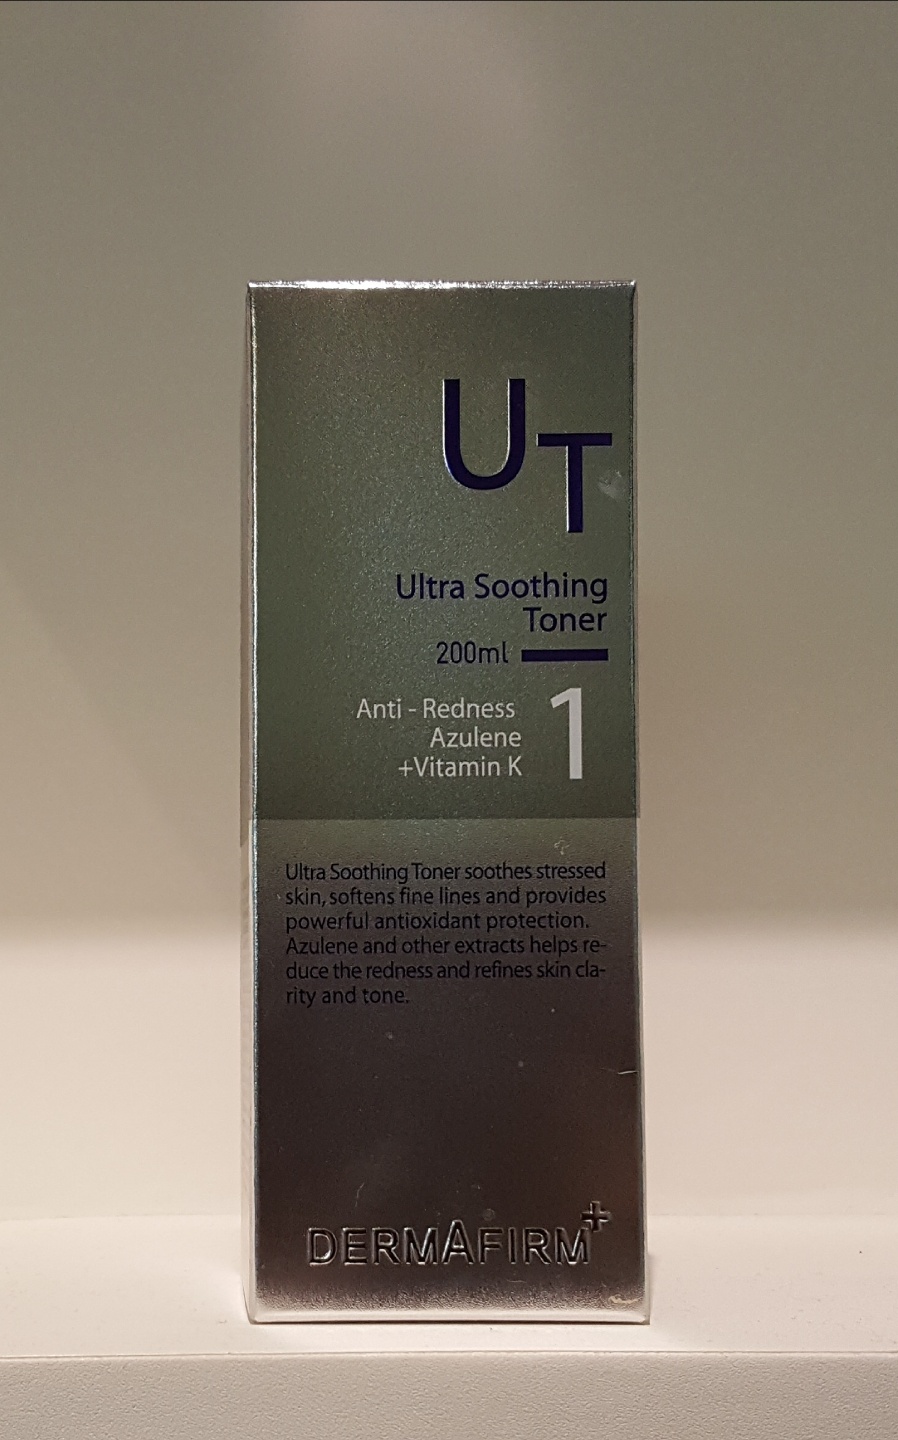 UT
Ultra Soothing
Toner
200ml
Anti - Redness
Azulene
+Vitamin K
1
Ultra Soothing Toner soothes stressed
skin, softens fine lines and provides
powerful antioxidant protection.
Azulene and other extracts helps re-
duce the redness and refines skin cla-
rity and tone.
DERMAFIRM+